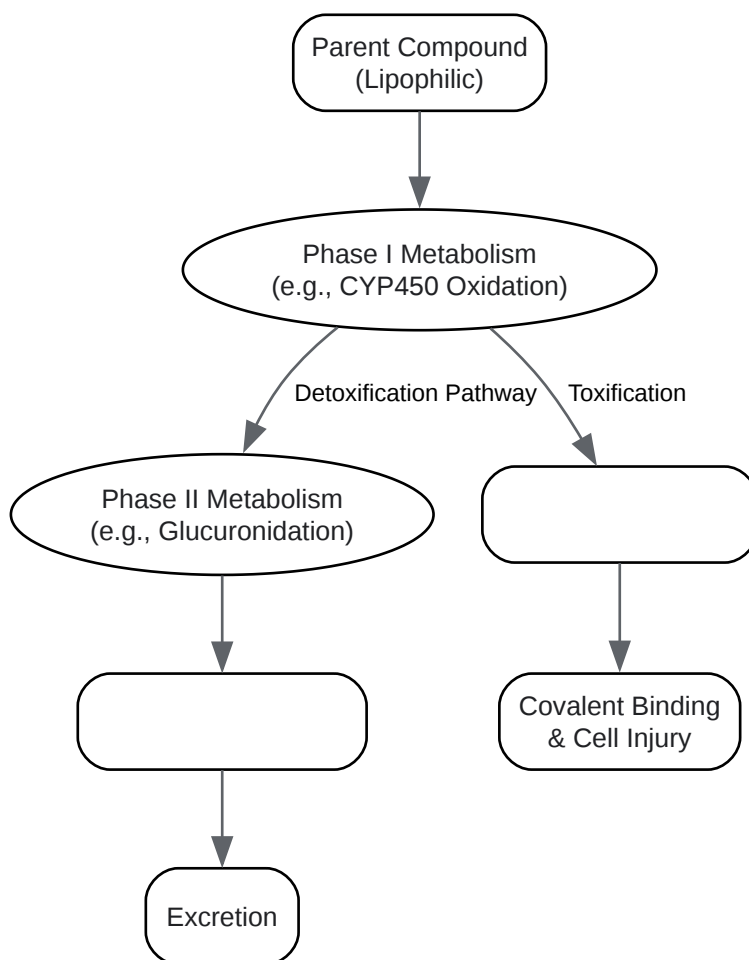 Parent Compound
(Lipophilic)
Phase I Metabolism
(e.g., CYP450 Oxidation)
Detoxification Pathway
Toxification
Phase II Metabolism
(e.g., Glucuronidation)
Covalent Binding
& Cell Injury
Excretion